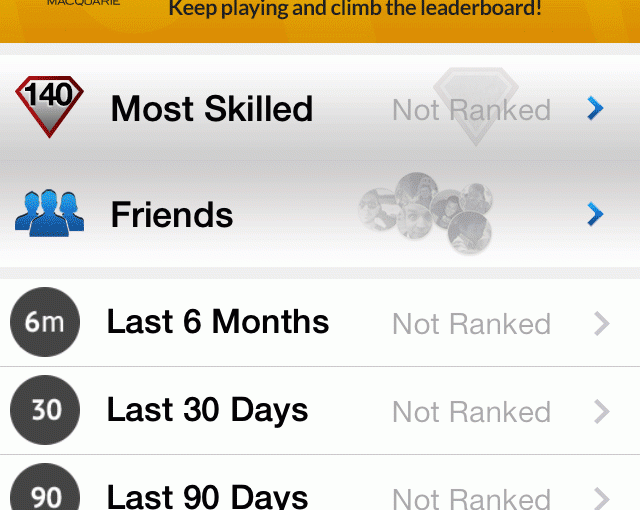 MACQUARIE
Keep playing and climb the leaderboard!
140 Most Skilled Not Ranked
Friends
6m Last 6 Months Not Ranked
30 Last 30 Days Not Ranked
90 Last 90 Days Not Ranked